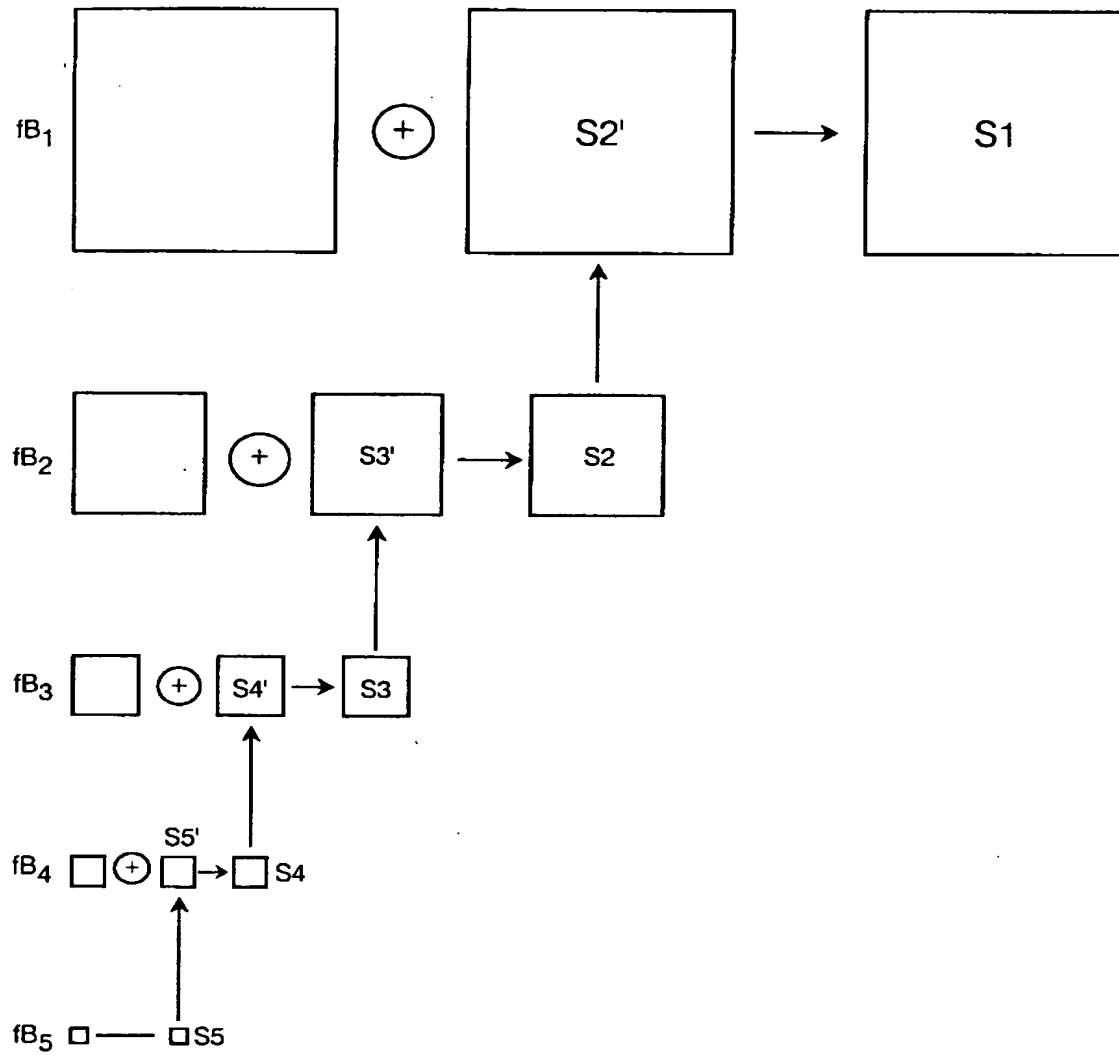 fB1 + S2' S1
fB2 + S3' S2
fB3 + S4' S3
S5'
fB4 + S4
fB5 S5